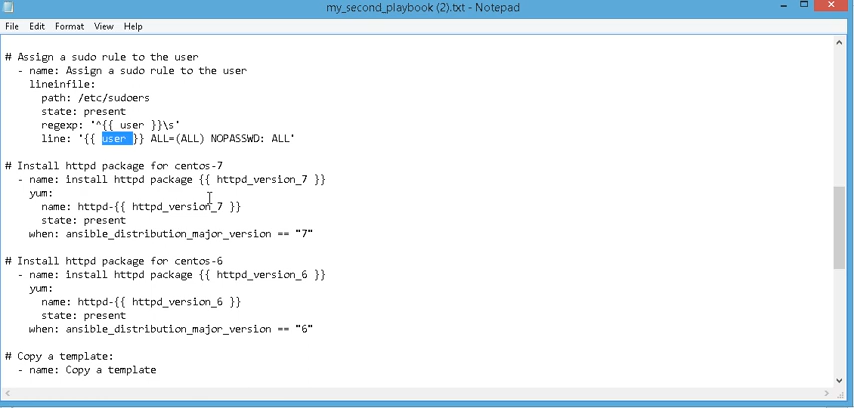 my_second_playbook (2).txt - Notepad
File Edit Format View Help
# Assign a sudo rule to the user
- name: Assign a sudo rule to the user
lineinfile:
path: /etc/sudoers
state: present
regexp: '^{{ user }}\s'
line: '{{ user }} ALL=(ALL) NOPASSWD: ALL'
# Install httpd package for centos-7
- name: install httpd package {{ httpd_version_7 }}
yum:
name: httpd-{{ httpd_version_7 }}
state: present
when: ansible_distribution_major_version == "7"
# Install httpd package for centos-6
- name: install httpd package {{ httpd_version_6 }}
yum:
name: httpd-{{ httpd_version_6 }}
state: present
when: ansible_distribution_major_version == "6"
# Copy a template:
- name: Copy a template